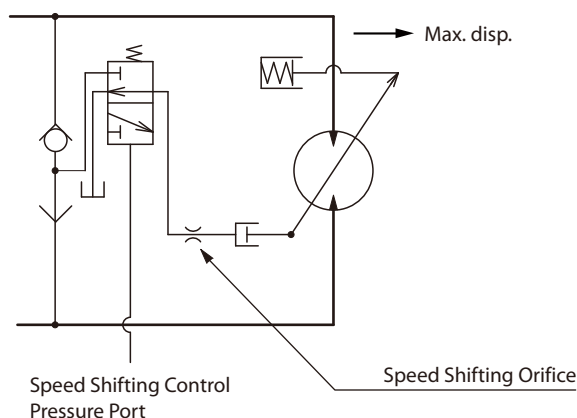 Max. disp.
Speed Shifting Control
Pressure Port
Speed Shifting Orifice